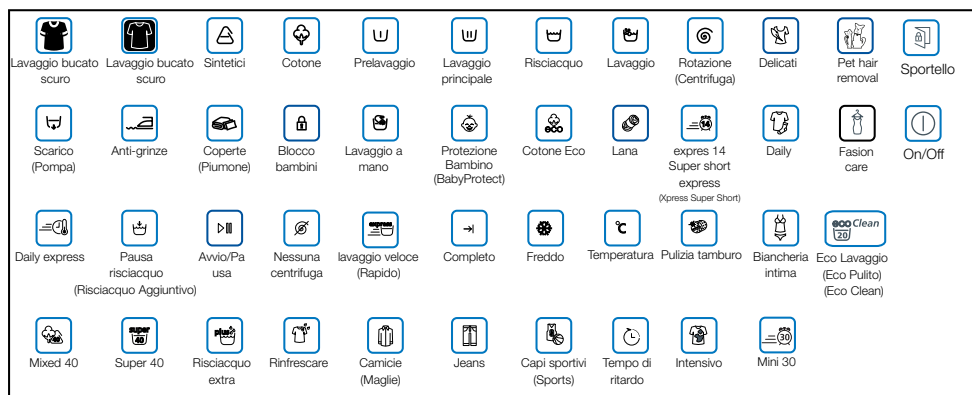 Lavaggio bucato scuro
Lavaggio bucato scuro
Sintetici
Cotone
Prelavaggio
Lavaggio principale
Risciacquo
Lavaggio
Rotazione (Centrifuga)
Delicati
Pet hair removal
Sportello
14
Scarico (Pompa)
Anti-grinze
Coperte (Piumone)
Blocco bambini
Lavaggio a mano
Protezione Bambino (BabyProtect)
eco
Cotone Eco
Lana
expres 14 Super short express (Xpress Super Short)
Daily
Fasion care
On/Off
express
°C
eco Clean
20
Daily express
Pausa risciacquo (Risciacquo Aggiuntivo)
Avvio/Pa usa
Nessuna centrifuga
lavaggio veloce (Rapido)
Completo
Freddo
Temperatura
Pulizia tamburo
Biancheria intima
Eco Lavaggio (Eco Pulito) (Eco Clean)
40
super
40
plus
30
Mixed 40
Super 40
Risciacquo extra
Rinfrescare
Camicie (Maglie)
Jeans
Capi sportivi (Sports)
Tempo di ritardo
Intensivo
Mini 30